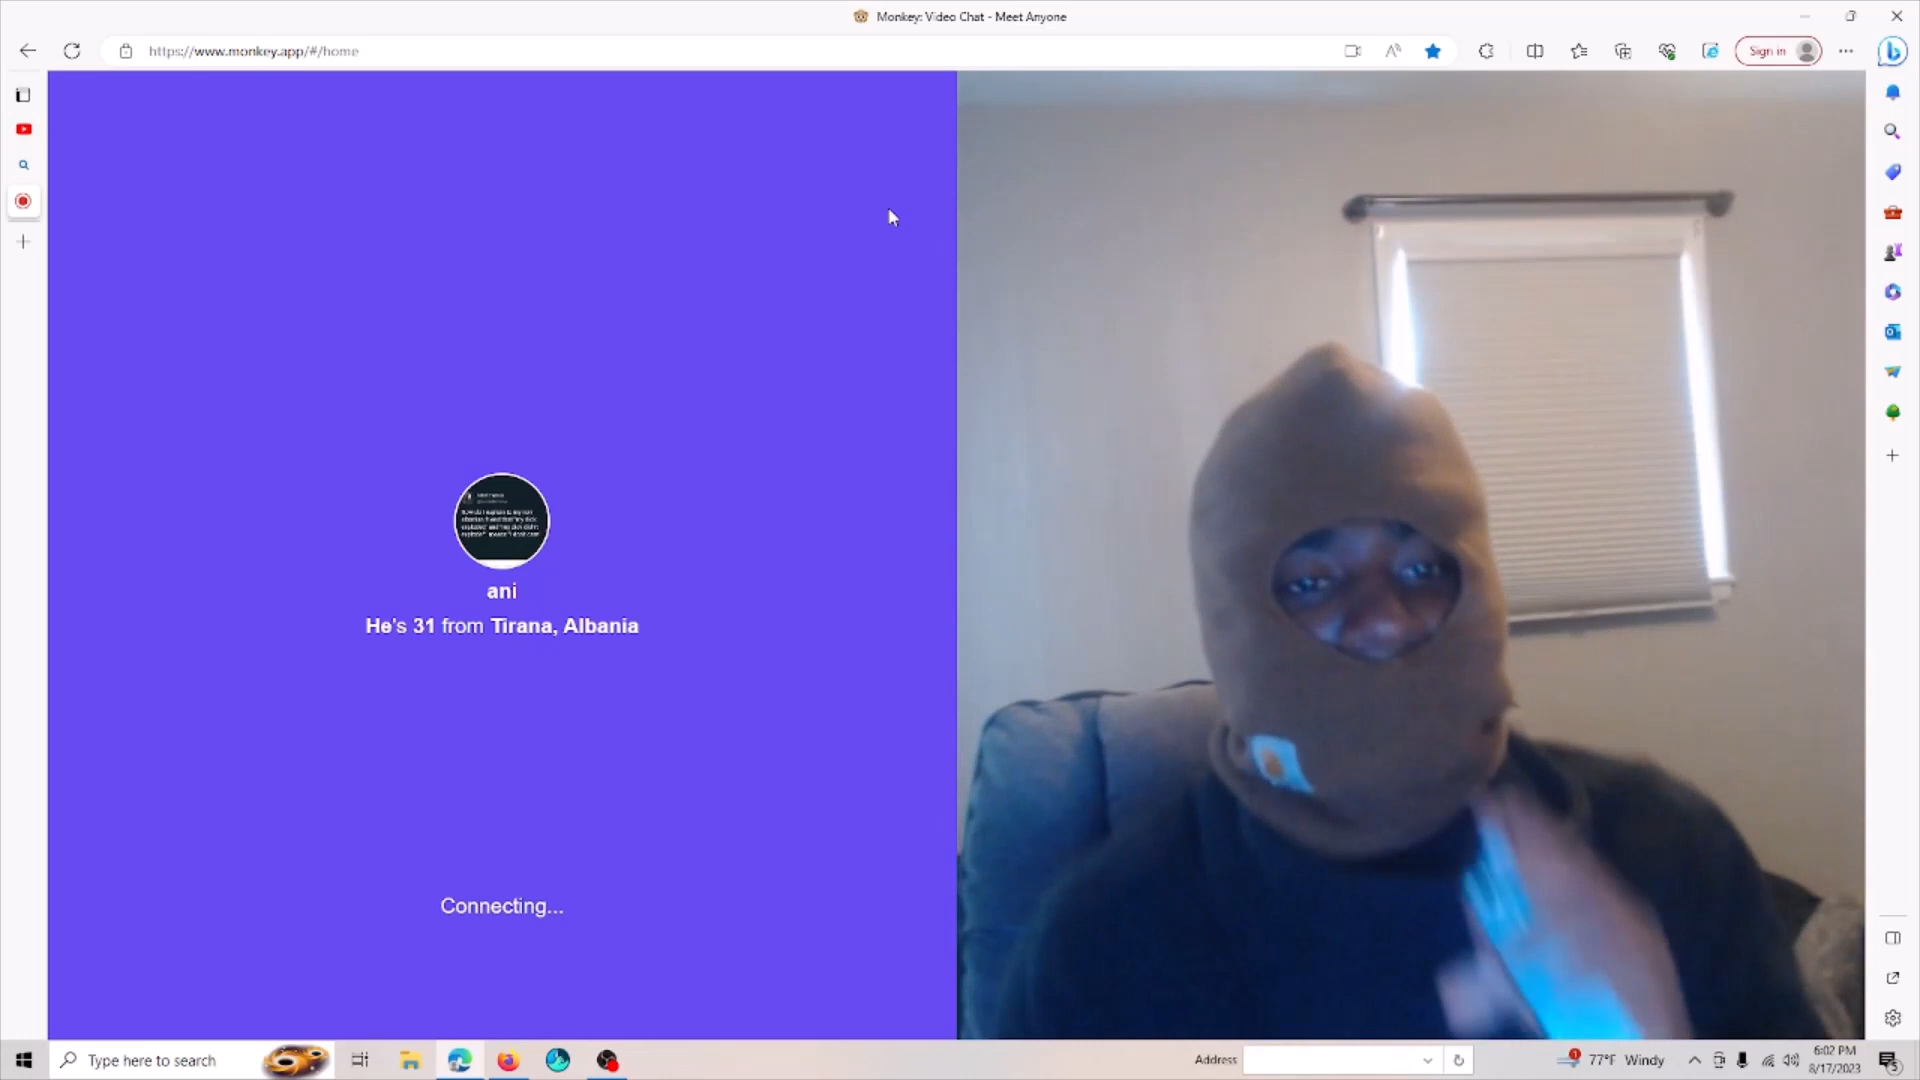 Monkey: Video Chat - Meet Anyone
https://www.monkey.app/#/home
Sign in
ani
He's 31 from Tirana, Albania
Connecting...
Type here to search
Address
77°F Windy
6:02 PM
8/17/2023